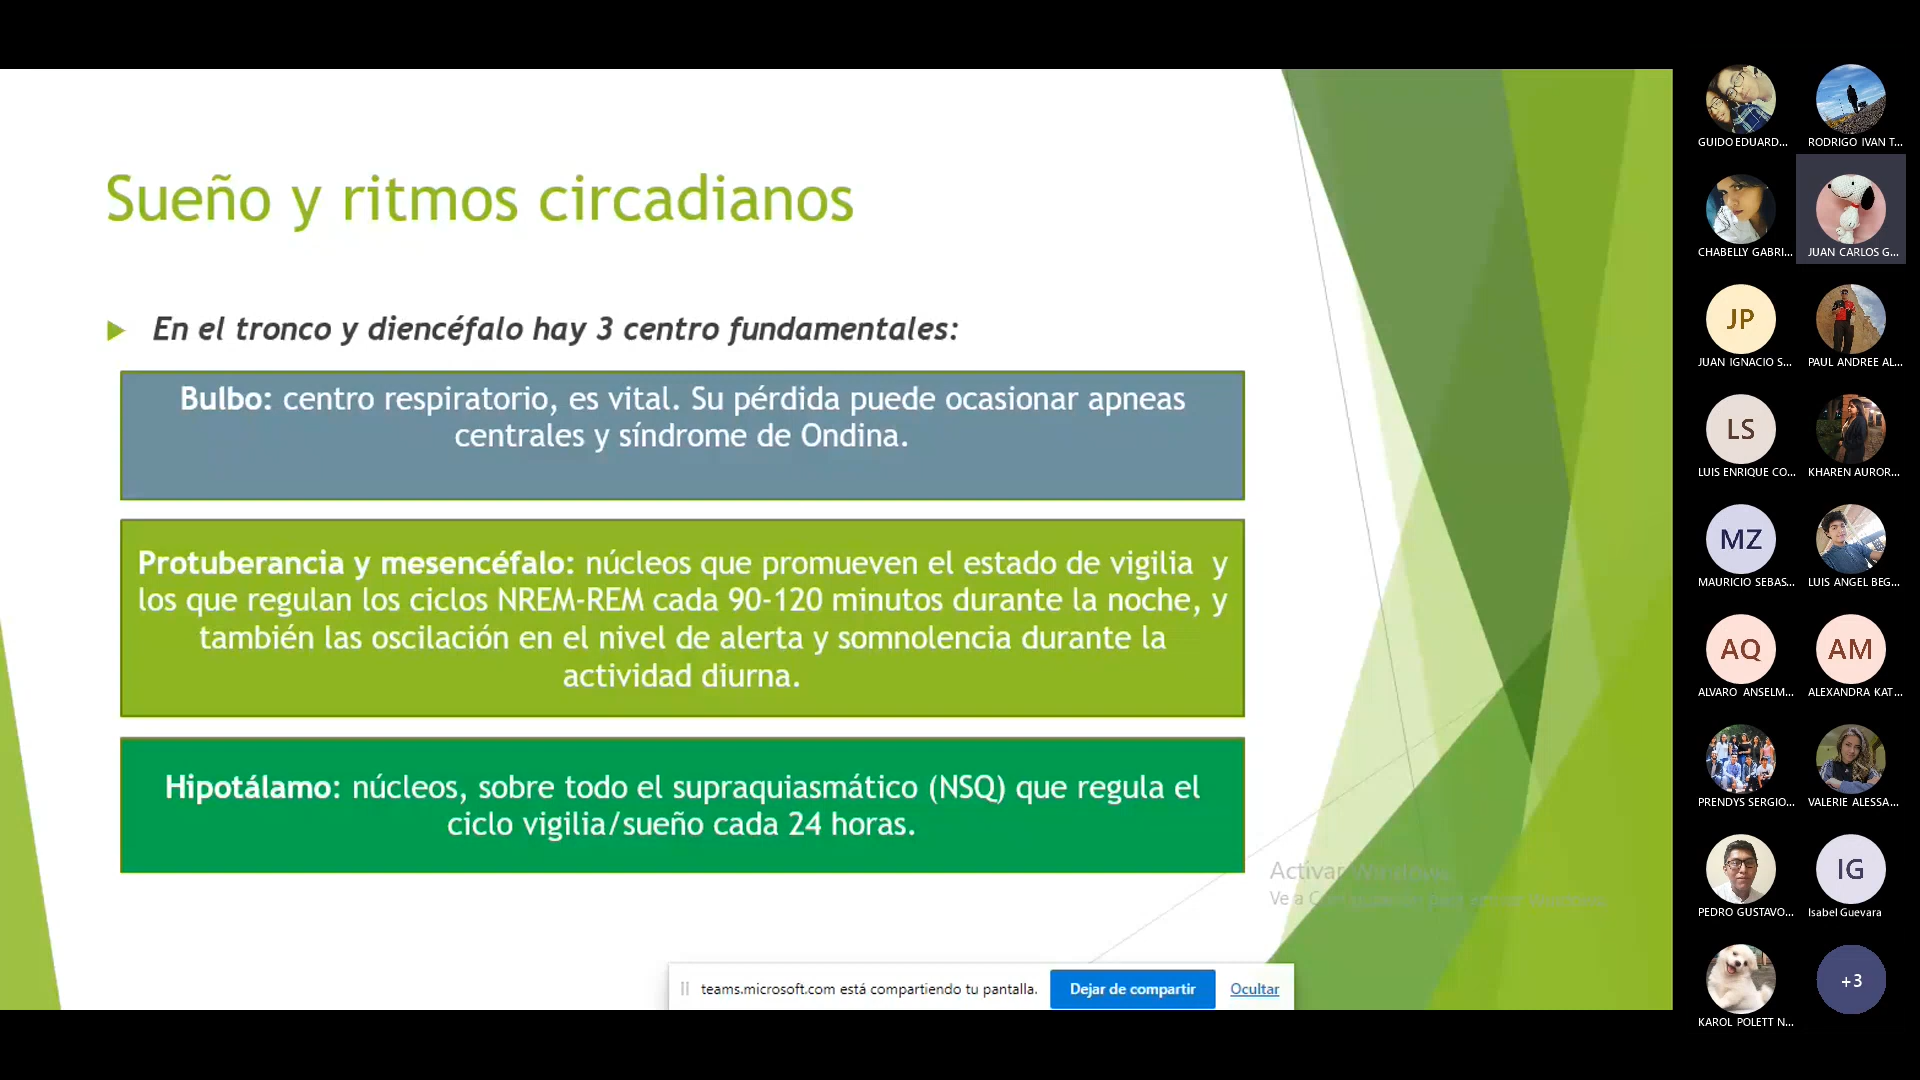 Sueño y ritmos circadianos
En el tronco y diencéfalo hay 3 centro fundamentales:
Bulbo: centro respiratorio, es vital. Su pérdida puede ocasionar apneas
centrales y síndrome de Ondina.
Protuberancia y mesencéfalo: núcleos que promueven el estado de vigilia y
los que regulan los ciclos NREM-REM cada 90-120 minutos durante la noche, y
también las oscilación en el nivel de alerta y somnolencia durante la
actividad diurna.
Hipotálamo: núcleos, sobre todo el supraquiasmático (NSQ) que regula el
ciclo vigilia/sueño cada 24 horas.
Activar Windows
Ve a
teams.microsoft.com está compartiendo tu pantalla.
Dejar de compartir
Ocultar
GUIDO EDUARD...
RODRIGO IVAN T...
CHABELLY GABRI...
JUAN CARLOS G...
JP
JUAN IGNACIO S...
PAUL ANDREE AL...
LS
LUIS ENRIQUE CO...
KHAREN AUROR...
MZ
MAURICIO SEBAS...
LUIS ANGEL BEG...
AQ
ALVARO ANSELM...
AM
ALEXANDRA KAT...
PRENDYS SERGIO...
VALERIE ALESSA...
PEDRO GUSTAVO...
IG
Isabel Guevara
KAROL POLETT N...
+3